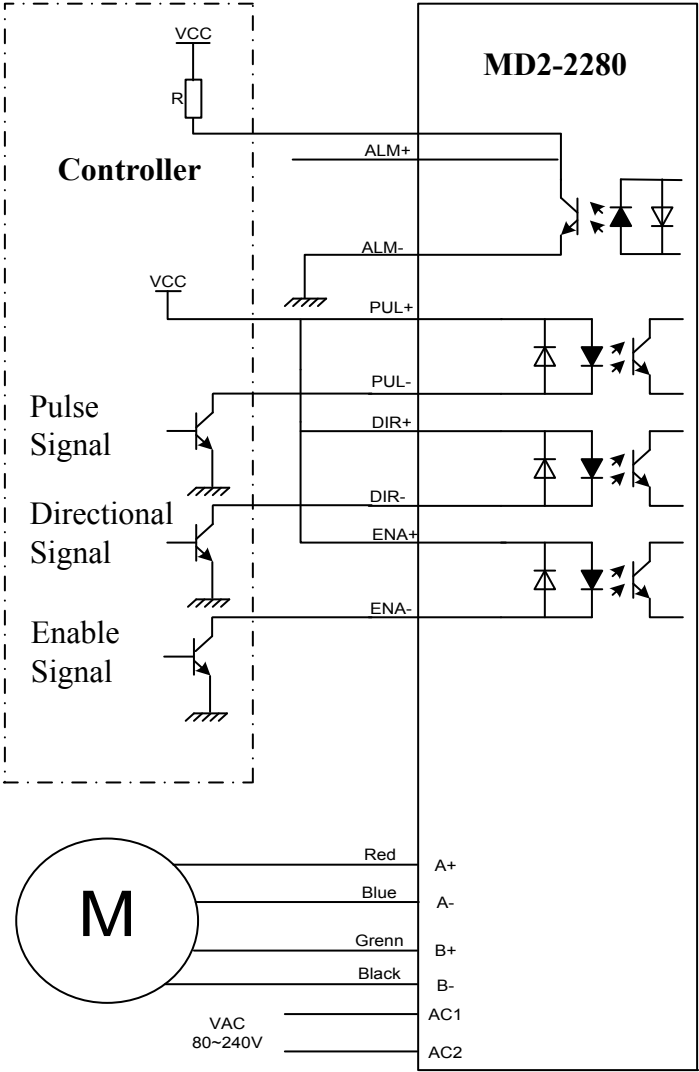 VCC
MD2-2280
R
Controller
ALM+
ALM-
VCC
PUL+
PUL-
Pulse
Signal
DIR+
DIR-
Directional
Signal
ENA+
ENA-
Enable
Signal
M
Red
A+
Blue
A-
Grenn
B+
Black
B-
VAC
80~240V
AC1
AC2